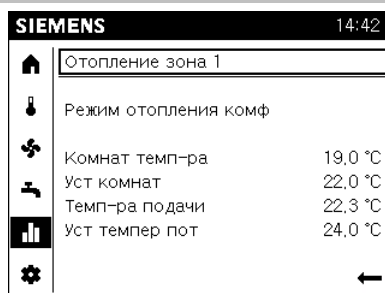 SIEMENS 14:42
Отопление зона 1
Режим отопления комф
Комнат темп-ра 19,0 °C
Уст комнат 22,0 °C
Темп-ра подачи 22,3 °C
Уст темпер пот 24,0 °C